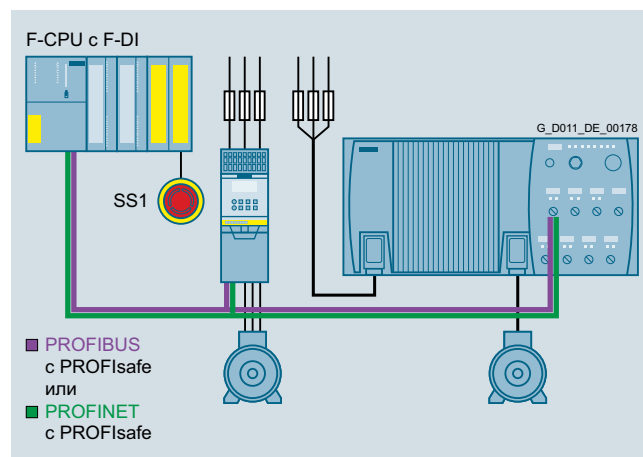 F-CPU с F-DI
G_D011_DE_00178
SS1
PROFIBUS
с PROFIsafe
или
PROFINET
с PROFIsafe